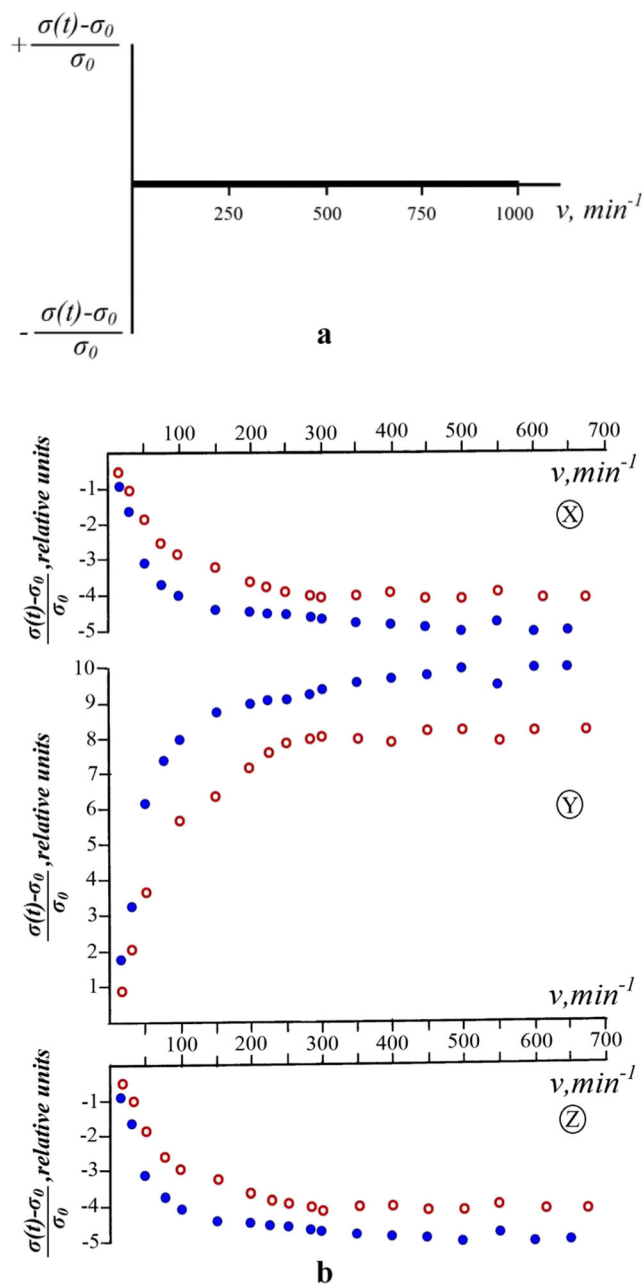 + σ(t)-σ₀
σ₀
250 500 750 1000 ν, min⁻¹
- σ(t)-σ₀
σ₀
a
100 200 300 400 500 600 700
ν,min⁻¹
X
-1
-2
-3
-4
-5
σ(t)-σ₀ ,relative units
σ₀
10
9
8
7
6
5
4
3
2
1
Y
σ(t)-σ₀ ,relative units
σ₀
ν,min⁻¹
100 200 300 400 500 600 700
ν,min⁻¹
Z
-1
-2
-3
-4
-5
σ(t)-σ₀ ,relative units
σ₀
b